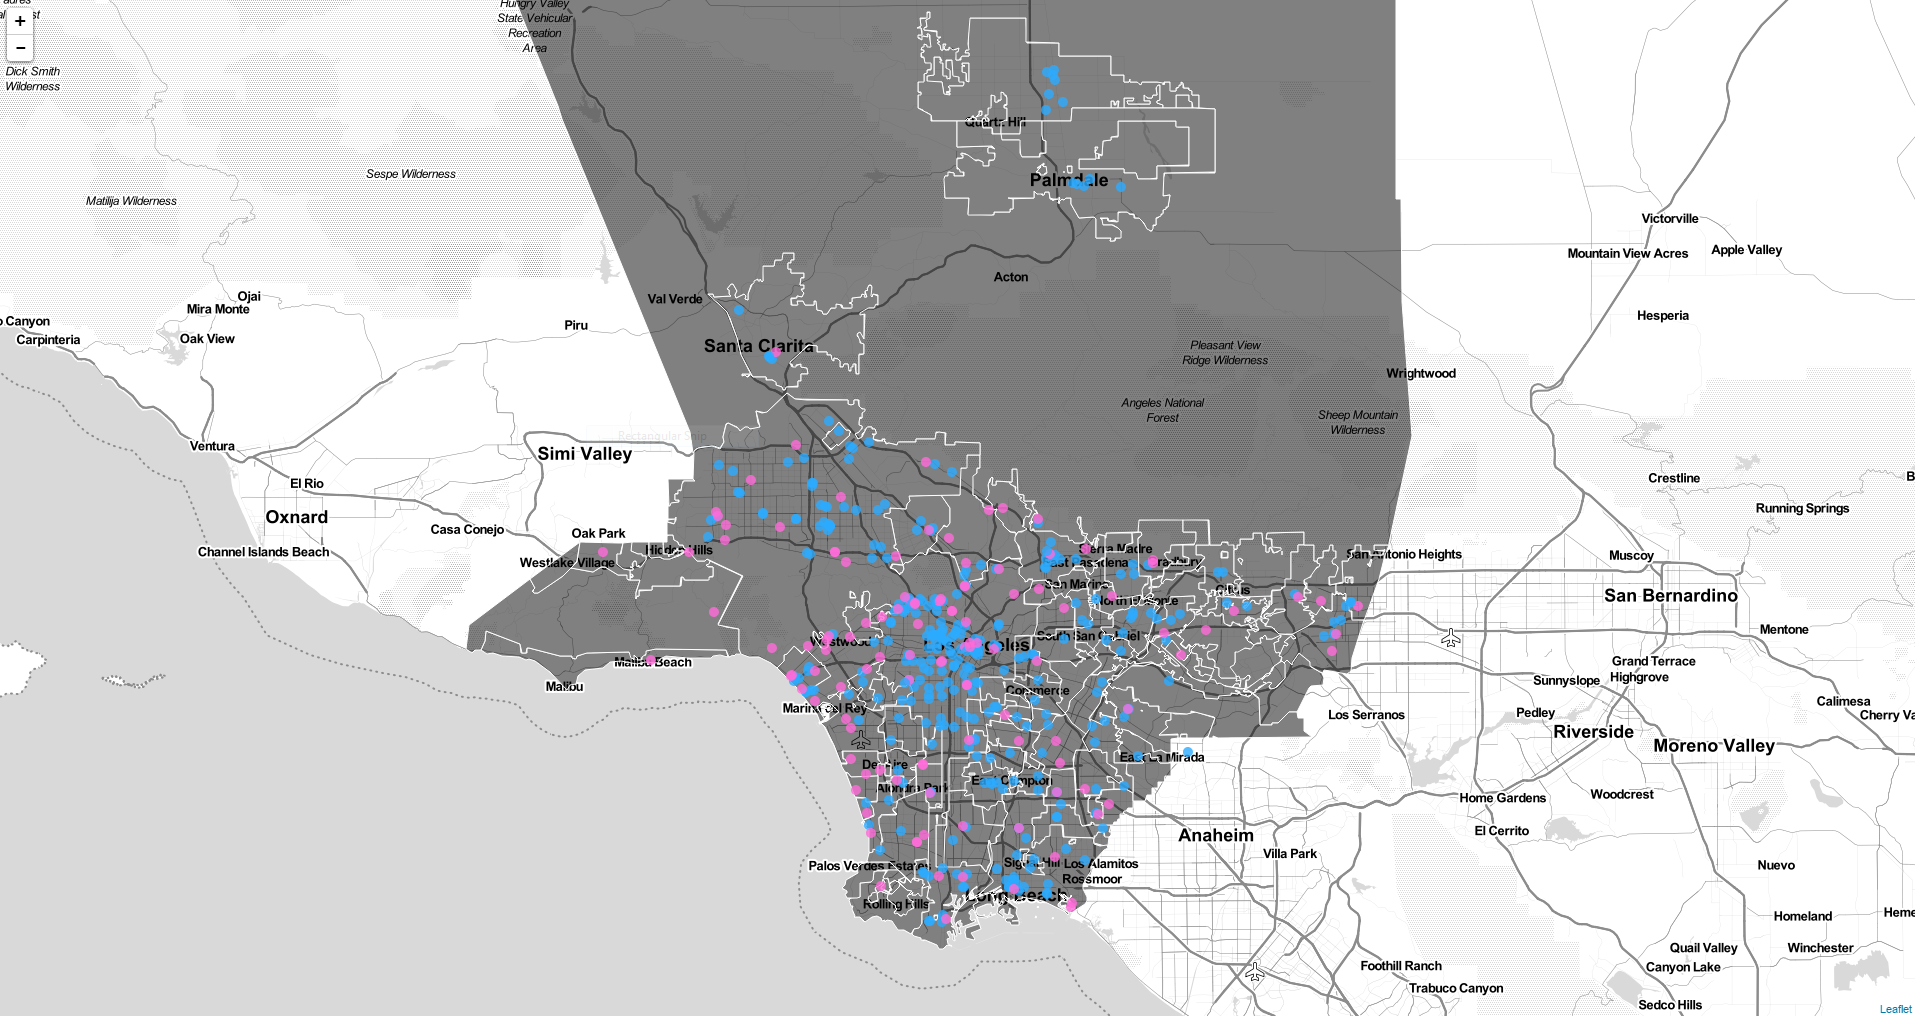 +
−
Hungry Valley
State Vehicular
Recreation
Area
Dick Smith
Wilderness
Sespe Wilderness
Matilija Wilderness
Quartz Hill
Palmdale
Victorville
Mountain View Acres
Apple Valley
Acton
Val Verde
Ojai
Mira Monte
Oak View
Carpinteria
Canyon
Piru
Santa Clarita
Hesperia
Pleasant View
Ridge Wilderness
Wrightwood
Angeles National
Forest
Sheep Mountain
Wilderness
Rectangular Snip
Ventura
Simi Valley
El Rio
Oxnard
Casa Conejo
Oak Park
Channel Islands Beach
Westlake Village
Hidden Hills
Crestline
Running Springs
Sierra Madre
East Pasadena
Bradbury
San Antonio Heights
Muscoy
San Marino
North El Monte
Citrus
San Bernardino
Westwood
Los Angeles
South San Gabriel
Mentone
Malibu Beach
Malibu
Commerce
Marina del Rey
Grand Terrace
Highgrove
Sunnyslope
Calimesa
Los Serranos
Pedley
Cherry Va
Riverside
Moreno Valley
Del Aire
East La Mirada
East Compton
Alondra Park
Home Gardens
Woodcrest
El Cerrito
Anaheim
Villa Park
Palos Verdes Estates
Signal Hill
Los Alamitos
Rossmoor
Nuevo
Rolling Hills
Long Beach
Homeland
Heme
Quail Valley
Winchester
Canyon Lake
Foothill Ranch
Trabuco Canyon
Sedco Hills
Leaflet